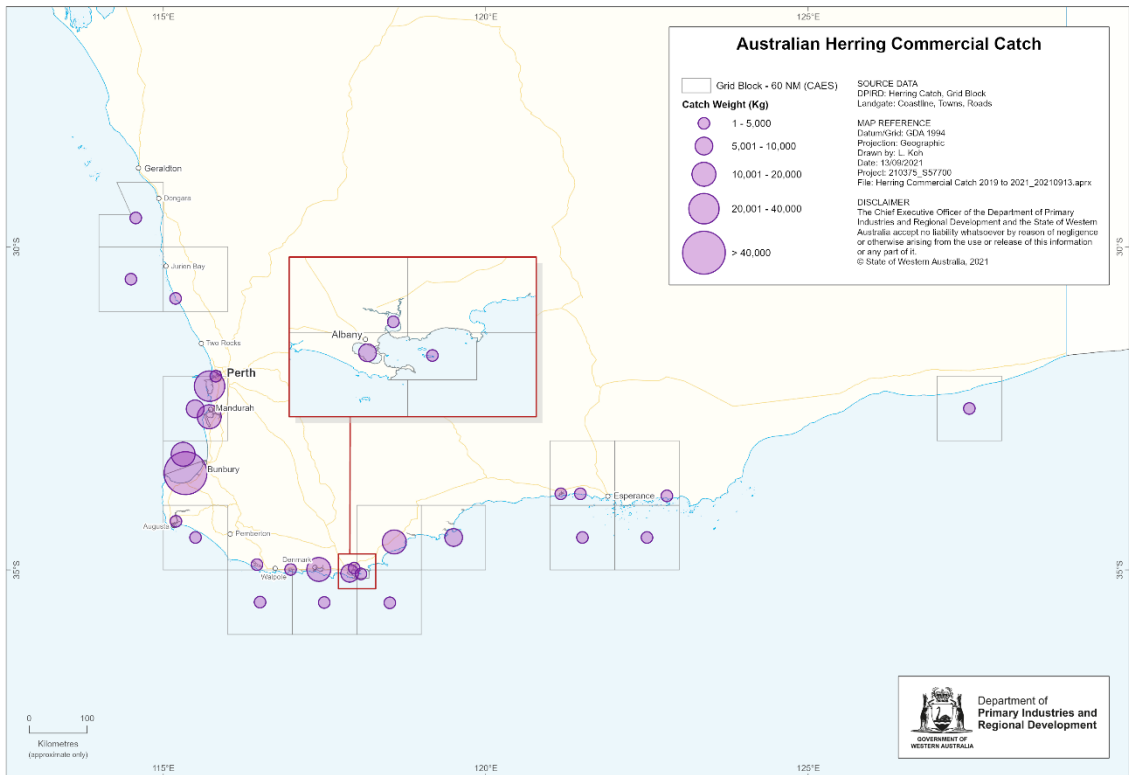 115°E
120°E
125°E
Australian Herring Commercial Catch
Grid Block - 60 NM (CAES)
Catch Weight (Kg)
1 - 5,000
5,001 - 10,000
10,001 - 20,000
20,001 - 40,000
> 40,000
SOURCE DATA
DPIRD: Herring Catch, Grid Block
Landgate: Coastline, Towns, Roads
MAP REFERENCE
Datum/Grid: GDA 1994
Projection: Geographic
Drawn by: L. Koh
Date: 13/09/2021
Project: 210375_S57700
File: Herring Commercial Catch 2019 to 2021_20210913.aprx
DISCLAIMER
The Chief Executive Officer of the Department of Primary
Industries and Regional Development and the State of Western
Australia accept no liability whatsoever by reason of negligence
or otherwise arising from the use or release of this information
or any part of it.
© State of Western Australia, 2021
Geraldton
Dongara
30°S
30°S
Jurien Bay
Two Rocks
Albany
Perth
Mandurah
Bunbury
Esperance
Augusta
Pemberton
Denmark
Walpole
35°S
35°S
0 100
Kilometres
(approximate only)
GOVERNMENT OF
WESTERN AUSTRALIA
Department of
Primary Industries and
Regional Development
115°E
120°E
125°E